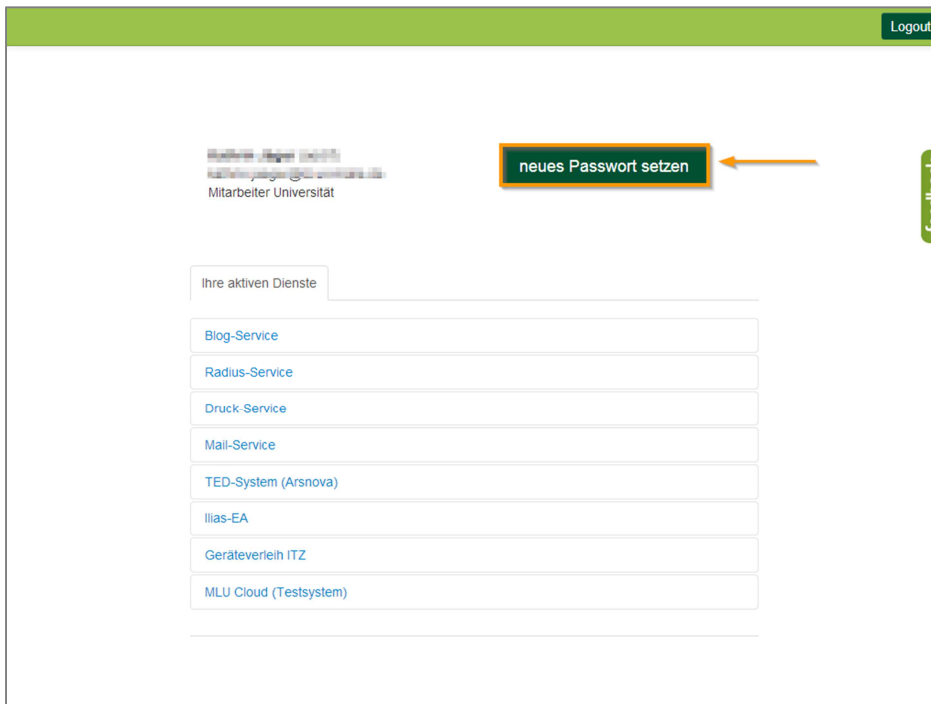 Logout
neues Passwort setzen
Mitarbeiter Universität
Ihre aktiven Dienste
Blog-Service
Radius-Service
Druck-Service
Mail-Service
TED-System (Arsnova)
Ilias-EA
Geräteverleih ITZ
MLU Cloud (Testsystem)